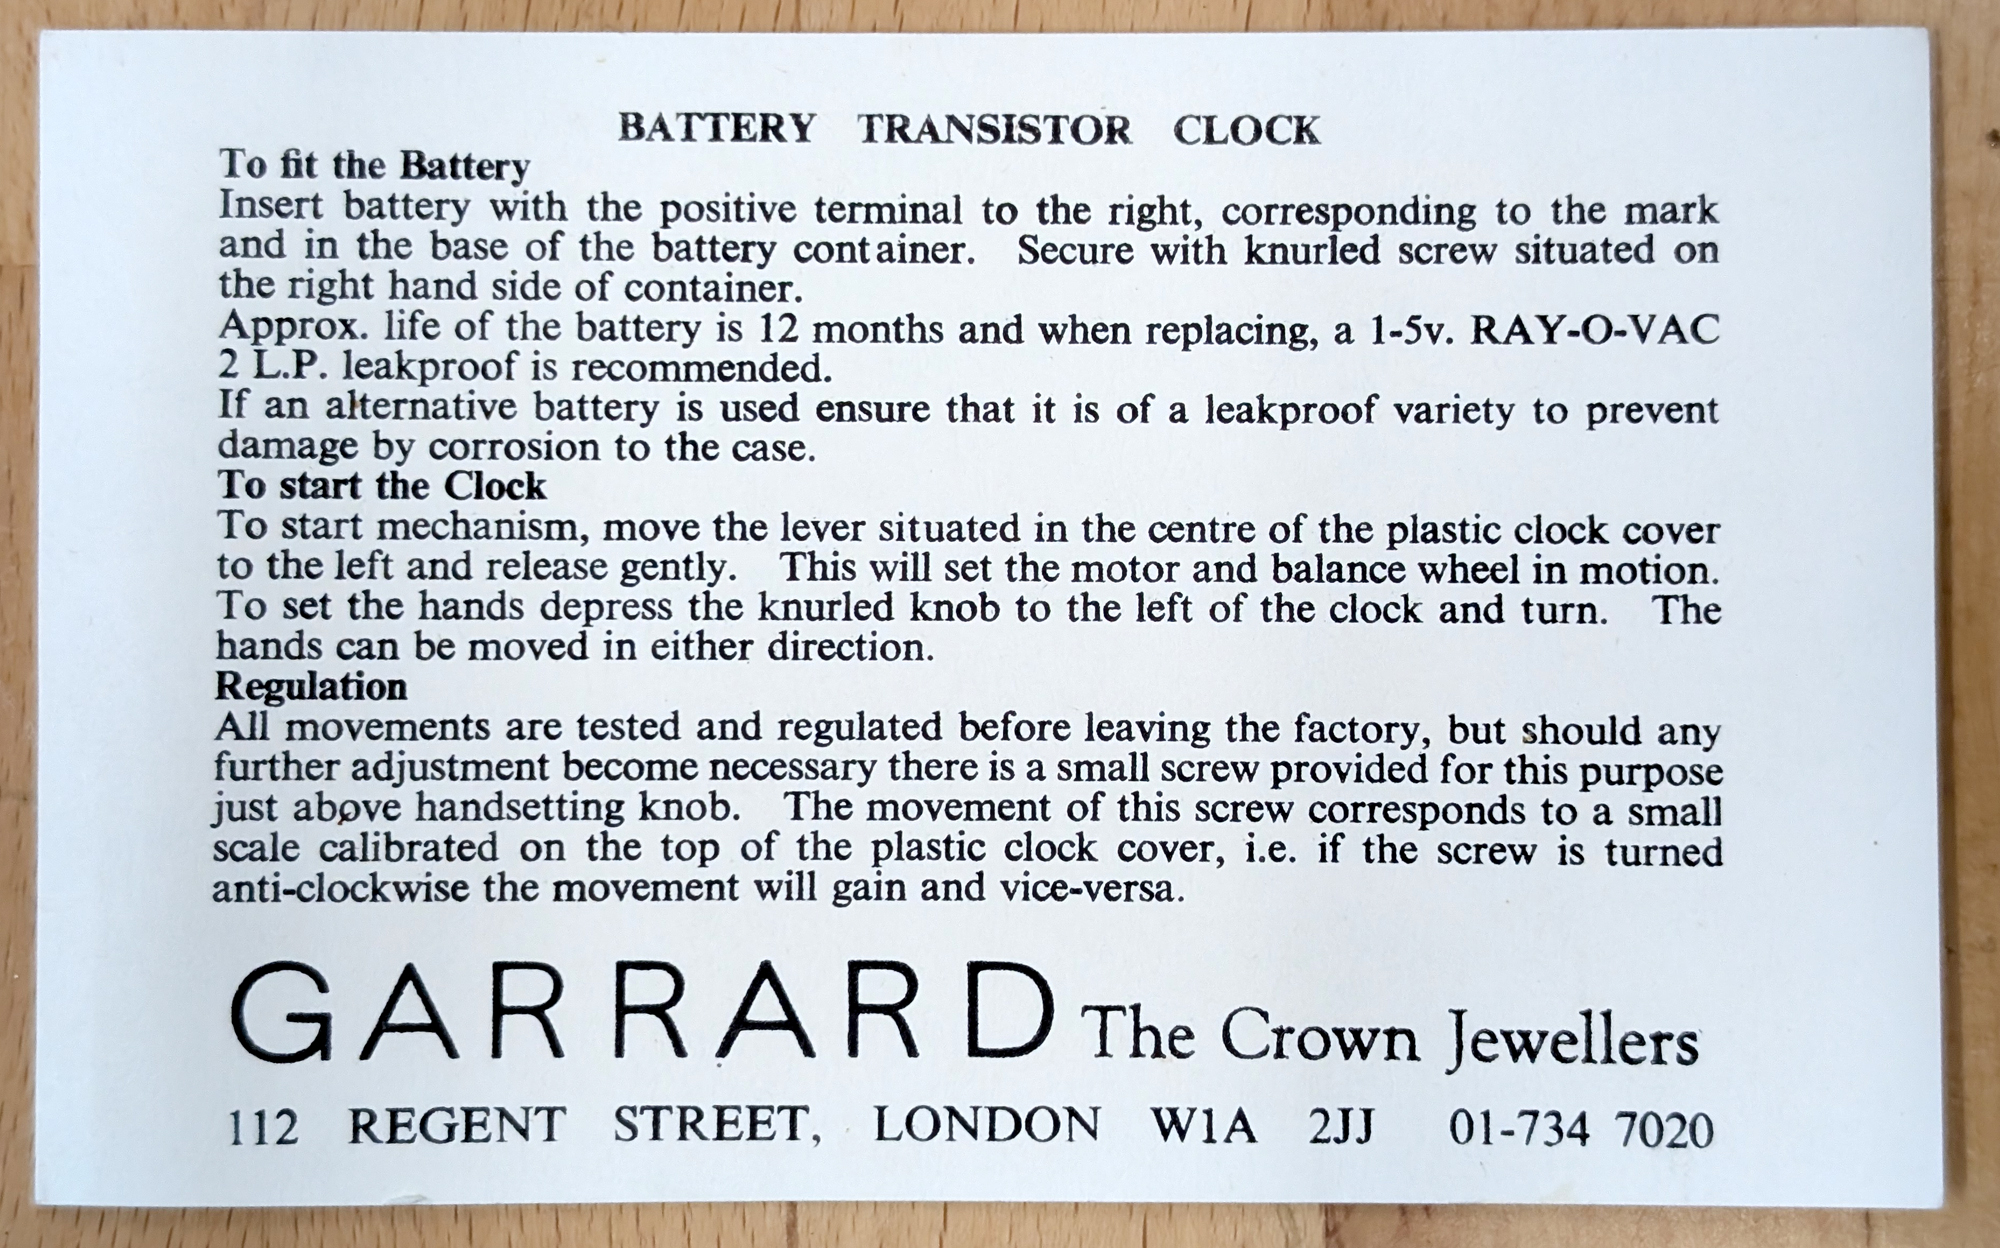 BATTERY TRANSISTOR CLOCK
To fit the Battery
Insert battery with the positive terminal to the right, corresponding to the mark
and in the base of the battery container. Secure with knurled screw situated on
the right hand side of container.
Approx. life of the battery is 12 months and when replacing, a 1-5v. RAY-O-VAC
2 L.P. leakproof is recommended.
If an alternative battery is used ensure that it is of a leakproof variety to prevent
damage by corrosion to the case.
To start the Clock
To start mechanism, move the lever situated in the centre of the plastic clock cover
to the left and release gently. This will set the motor and balance wheel in motion.
To set the hands depress the knurled knob to the left of the clock and turn. The
hands can be moved in either direction.
Regulation
All movements are tested and regulated before leaving the factory, but should any
further adjustment become necessary there is a small screw provided for this purpose
just above handsetting knob. The movement of this screw corresponds to a small
scale calibrated on the top of the plastic clock cover, i.e. if the screw is turned
anti-clockwise the movement will gain and vice-versa.
GARRARD The Crown Jewellers
112 REGENT STREET, LONDON W1A 2JJ 01-734 7020